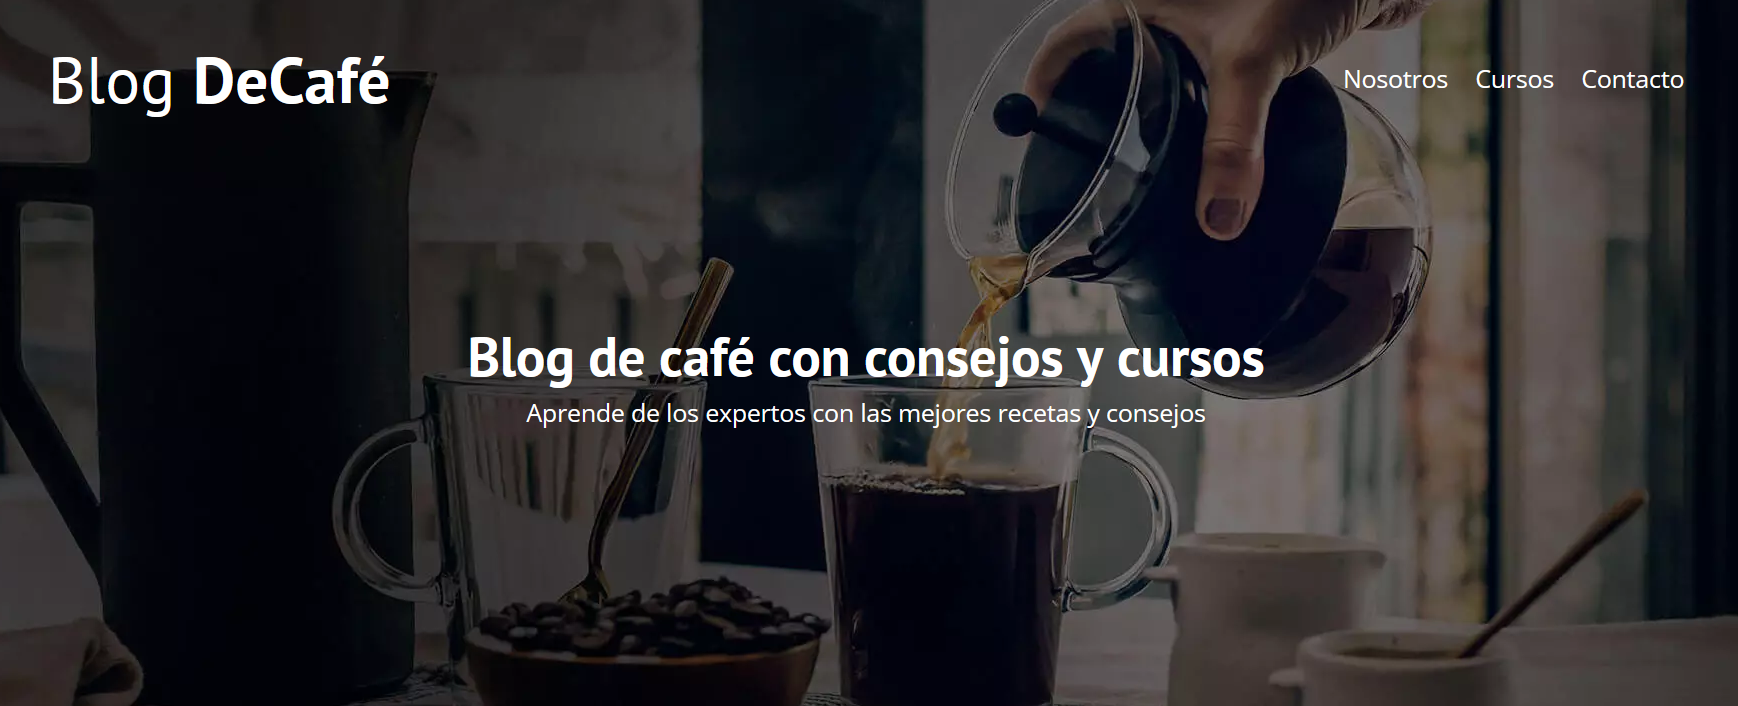 Blog DeCafé
Nosotros Cursos Contacto
Blog de café con consejos y cursos
Aprende de los expertos con las mejores recetas y consejos